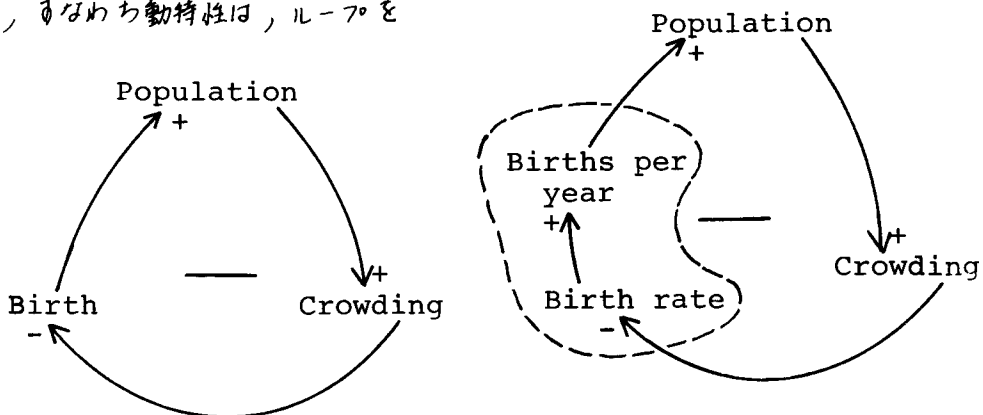 , すなわち動特性は, ループを
Population
+
Birth
-
Crowding
+
—
Population
+
Births per
year
+
Birth rate
-
Crowding
+
—